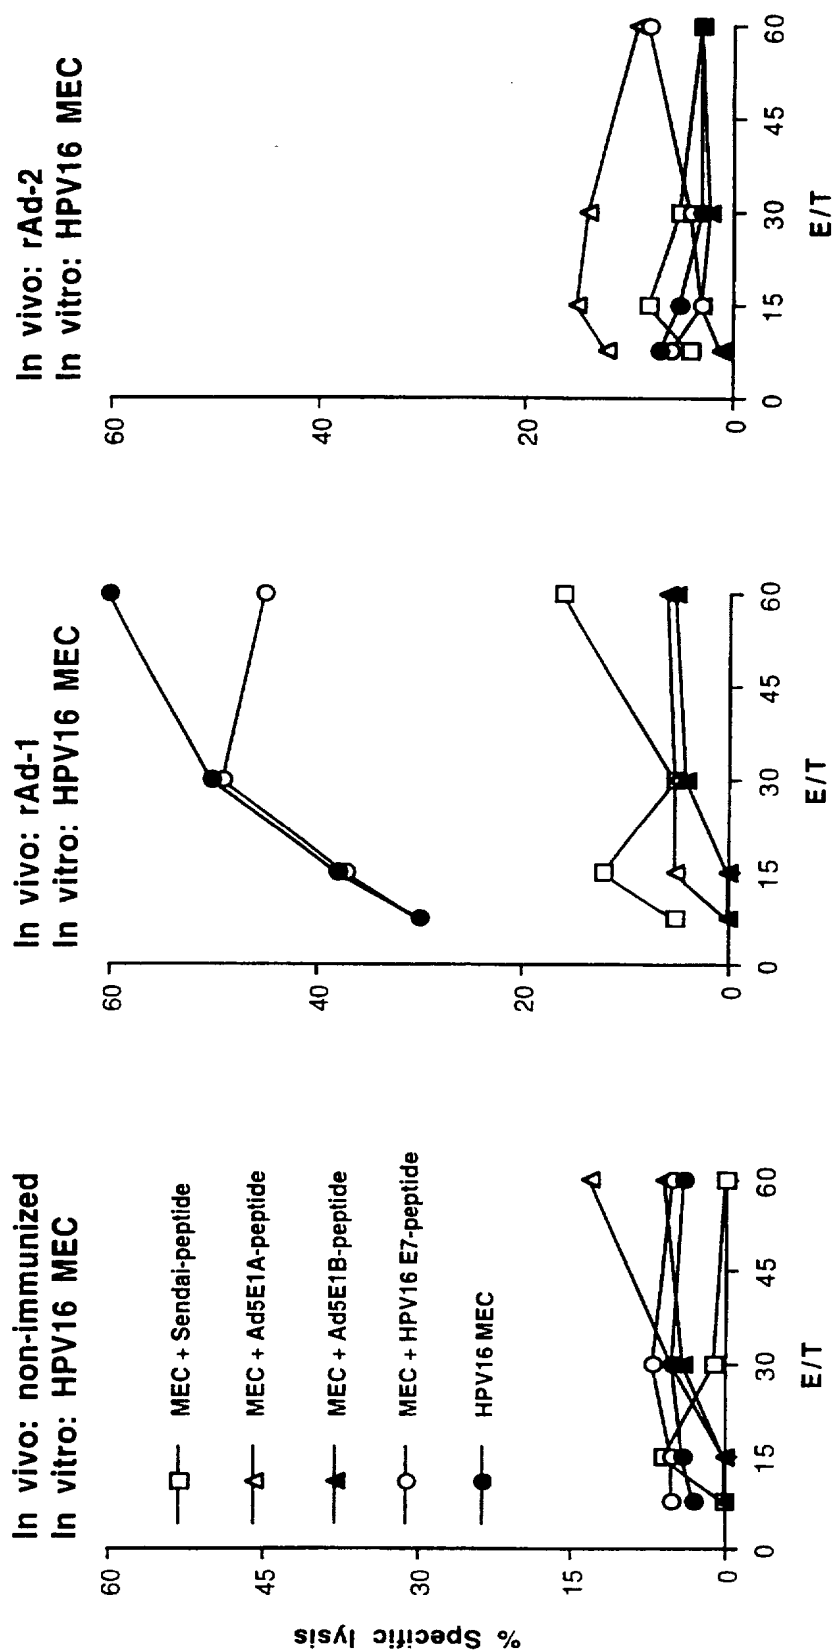 In vivo: non-immunized
In vitro: HPV16 MEC
60
45
30
15
0
% Specific lysis
MEC + Sendai-peptide
MEC + Ad5E1A-peptide
MEC + Ad5E1B-peptide
MEC + HPV16 E7-peptide
HPV16 MEC
0
15
30
45
60
E/T
In vivo: rAd-1
In vitro: HPV16 MEC
60
40
20
0
0
15
30
45
60
E/T
In vivo: rAd-2
In vitro: HPV16 MEC
60
40
20
0
0
15
30
45
60
E/T